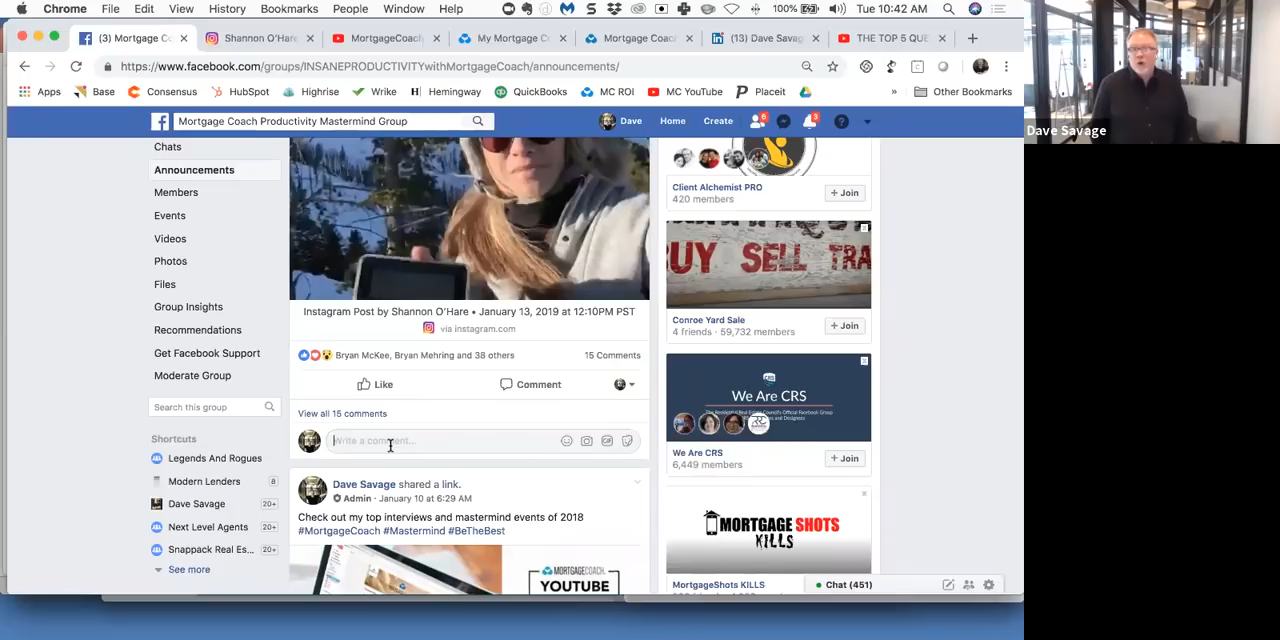 Chrome File Edit View History Bookmarks People Window Help 100% Tue 10:42 AM
(3) Mortgage Co Shannon O'Hare MortgageCoach My Mortgage C Mortgage Coac (13) Dave Savag THE TOP 5 QUE
https://www.facebook.com/groups/INSANEPRODUCTIVITYwithMortgageCoach/announcements/
Apps Base Consensus HubSpot Highrise Wrike Hemingway QuickBooks MC ROI MC YouTube Placeit » Other Bookmarks
Mortgage Coach Productivity Mastermind Group Dave Home Create 6 3
Dave Savage
Chats
Announcements
Members
Events
Videos
Photos
Files
Group Insights
Recommendations
Get Facebook Support
Moderate Group
Search this group
Shortcuts
Legends And Rogues
Modern Lenders 8
Dave Savage 20+
Next Level Agents 20+
Snappack Real Es... 20+
See more
Instagram Post by Shannon O'Hare • January 13, 2019 at 12:10PM PST
via instagram.com
Bryan McKee, Bryan Mehring and 38 others 15 Comments
Like Comment
View all 15 comments
Write a comment...
Dave Savage shared a link.
Admin · January 10 at 6:29 AM
Check out my top interviews and mastermind events of 2018
#MortgageCoach #Mastermind #BeTheBest
MORTGAGECOACH
YOUTUBE
Client Alchemist PRO
420 members
+ Join
BUY SELL TRA
Conroe Yard Sale
4 friends · 59,732 members
+ Join
We Are CRS
We Are CRS
6,449 members
+ Join
MORTGAGE SHOTS
KILLS
MortgageShots KILLS
Chat (451)